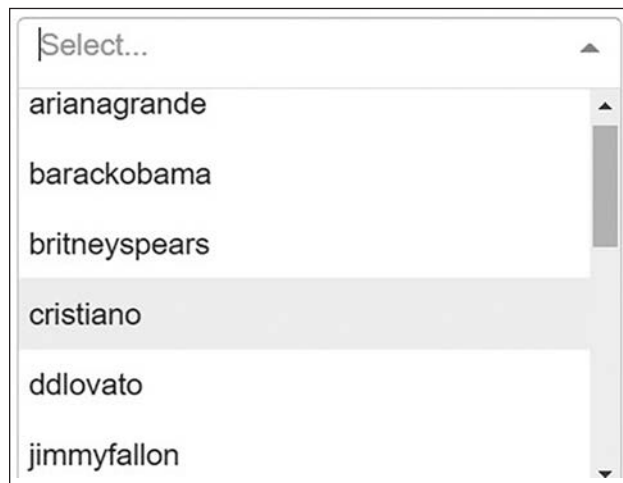 Select...
arianagrande
barackobama
britneyspears
cristiano
ddlovato
jimmyfallon